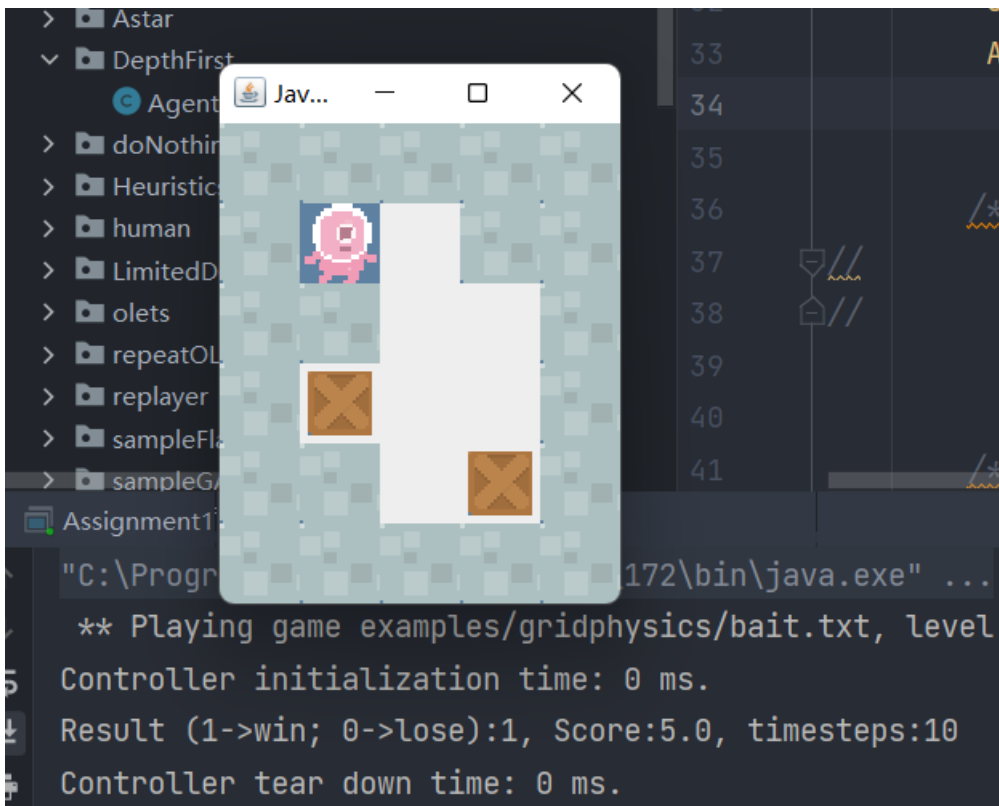 Astar
DepthFirst
Agent
doNothin
Heuristic
human
LimitedD
olets
repeatOL
replayer
sampleFla
sampleGA
Jav...
33
34
35
36
37
38
39
40
41
A
/*
//
//
/*
Assignment1
"C:\Progr 172\bin\java.exe" ...
** Playing game examples/gridphysics/bait.txt, level
Controller initialization time: 0 ms.
Result (1->win; 0->lose):1, Score:5.0, timesteps:10
Controller tear down time: 0 ms.